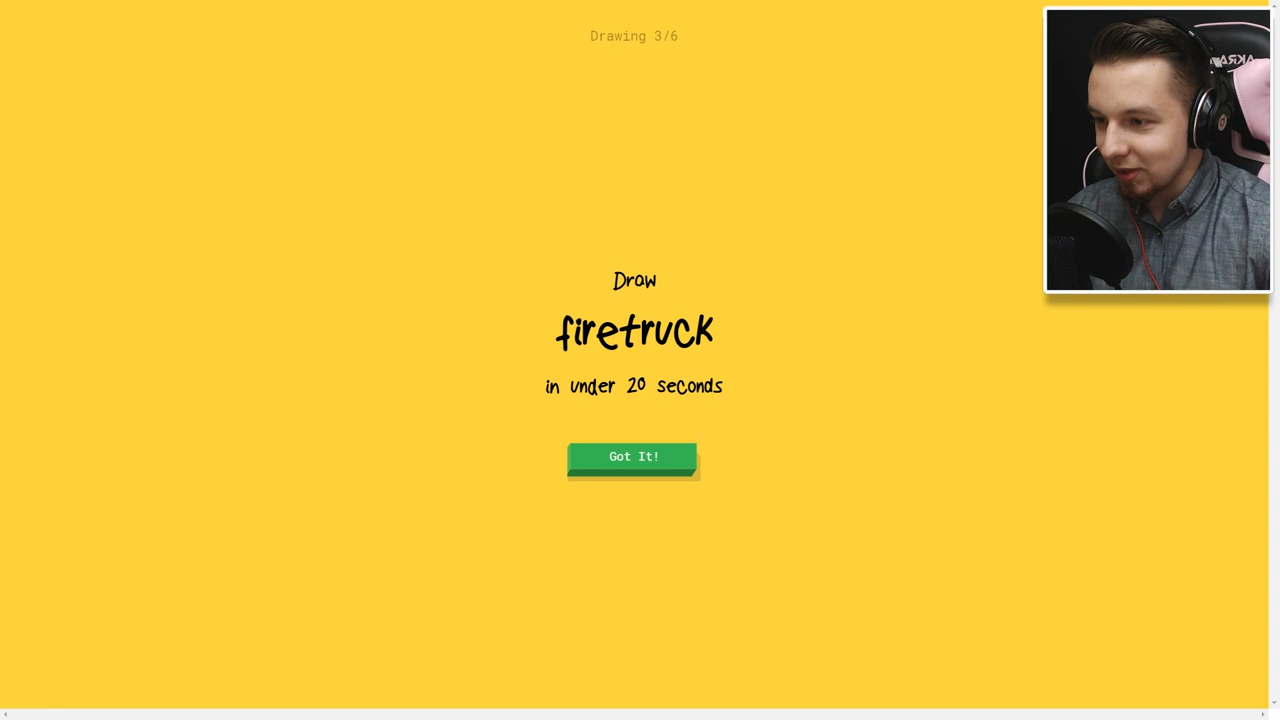 Drawing 3/6
Draw
firetruck
in under 20 seconds
Got It!